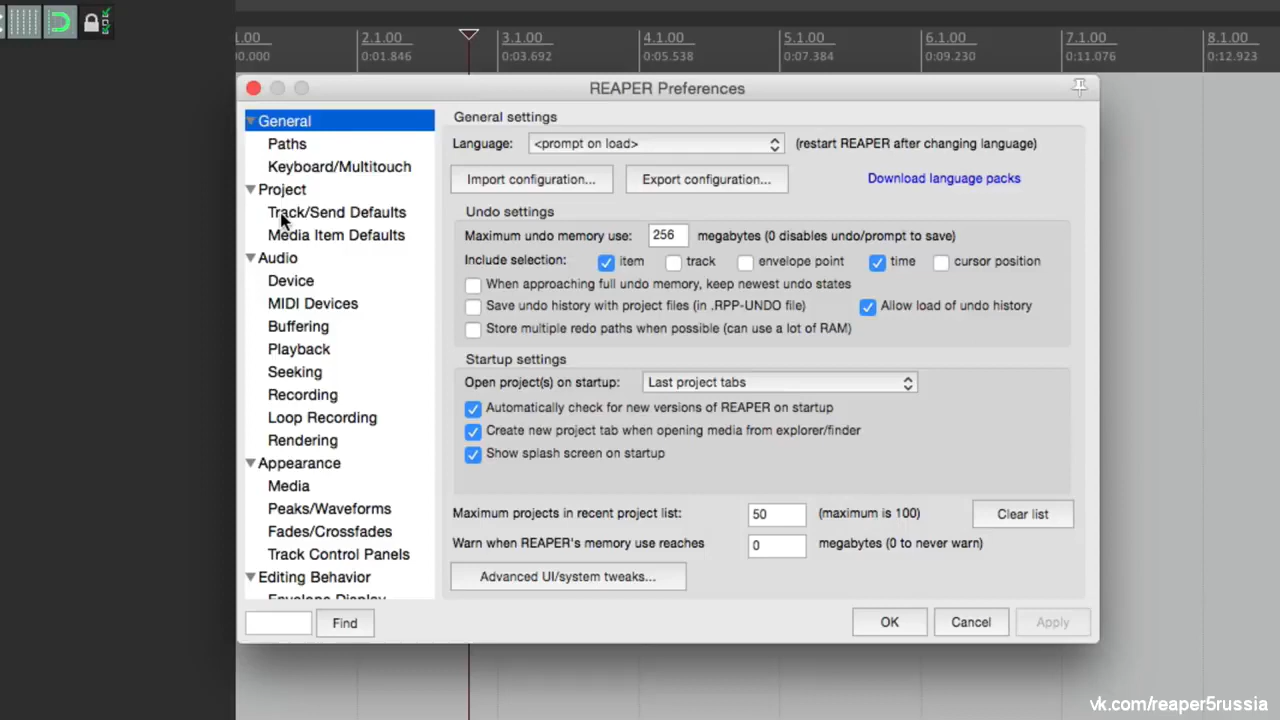 1.00 2.1.00 3.1.00 4.1.00 5.1.00 6.1.00 7.1.00 8.1.00
00.000 0:01.846 0:03.692 0:05.538 0:07.384 0:09.230 0:11.076 0:12.923
REAPER Preferences
General
Paths
Keyboard/Multitouch
Project
Track/Send Defaults
Media Item Defaults
Audio
Device
MIDI Devices
Buffering
Playback
Seeking
Recording
Loop Recording
Rendering
Appearance
Media
Peaks/Waveforms
Fades/Crossfades
Track Control Panels
Editing Behavior
Envelope Display
Find
General settings
Language: <prompt on load> (restart REAPER after changing language)
Import configuration... Export configuration... Download language packs
Undo settings
Maximum undo memory use: 256 megabytes (0 disables undo/prompt to save)
Include selection: item track envelope point time cursor position
When approaching full undo memory, keep newest undo states
Save undo history with project files (in .RPP-UNDO file) Allow load of undo history
Store multiple redo paths when possible (can use a lot of RAM)
Startup settings
Open project(s) on startup: Last project tabs
Automatically check for new versions of REAPER on startup
Create new project tab when opening media from explorer/finder
Show splash screen on startup
Maximum projects in recent project list: 50 (maximum is 100) Clear list
Warn when REAPER's memory use reaches 0 megabytes (0 to never warn)
Advanced UI/system tweaks...
OK Cancel Apply
vk.com/reaper5russia